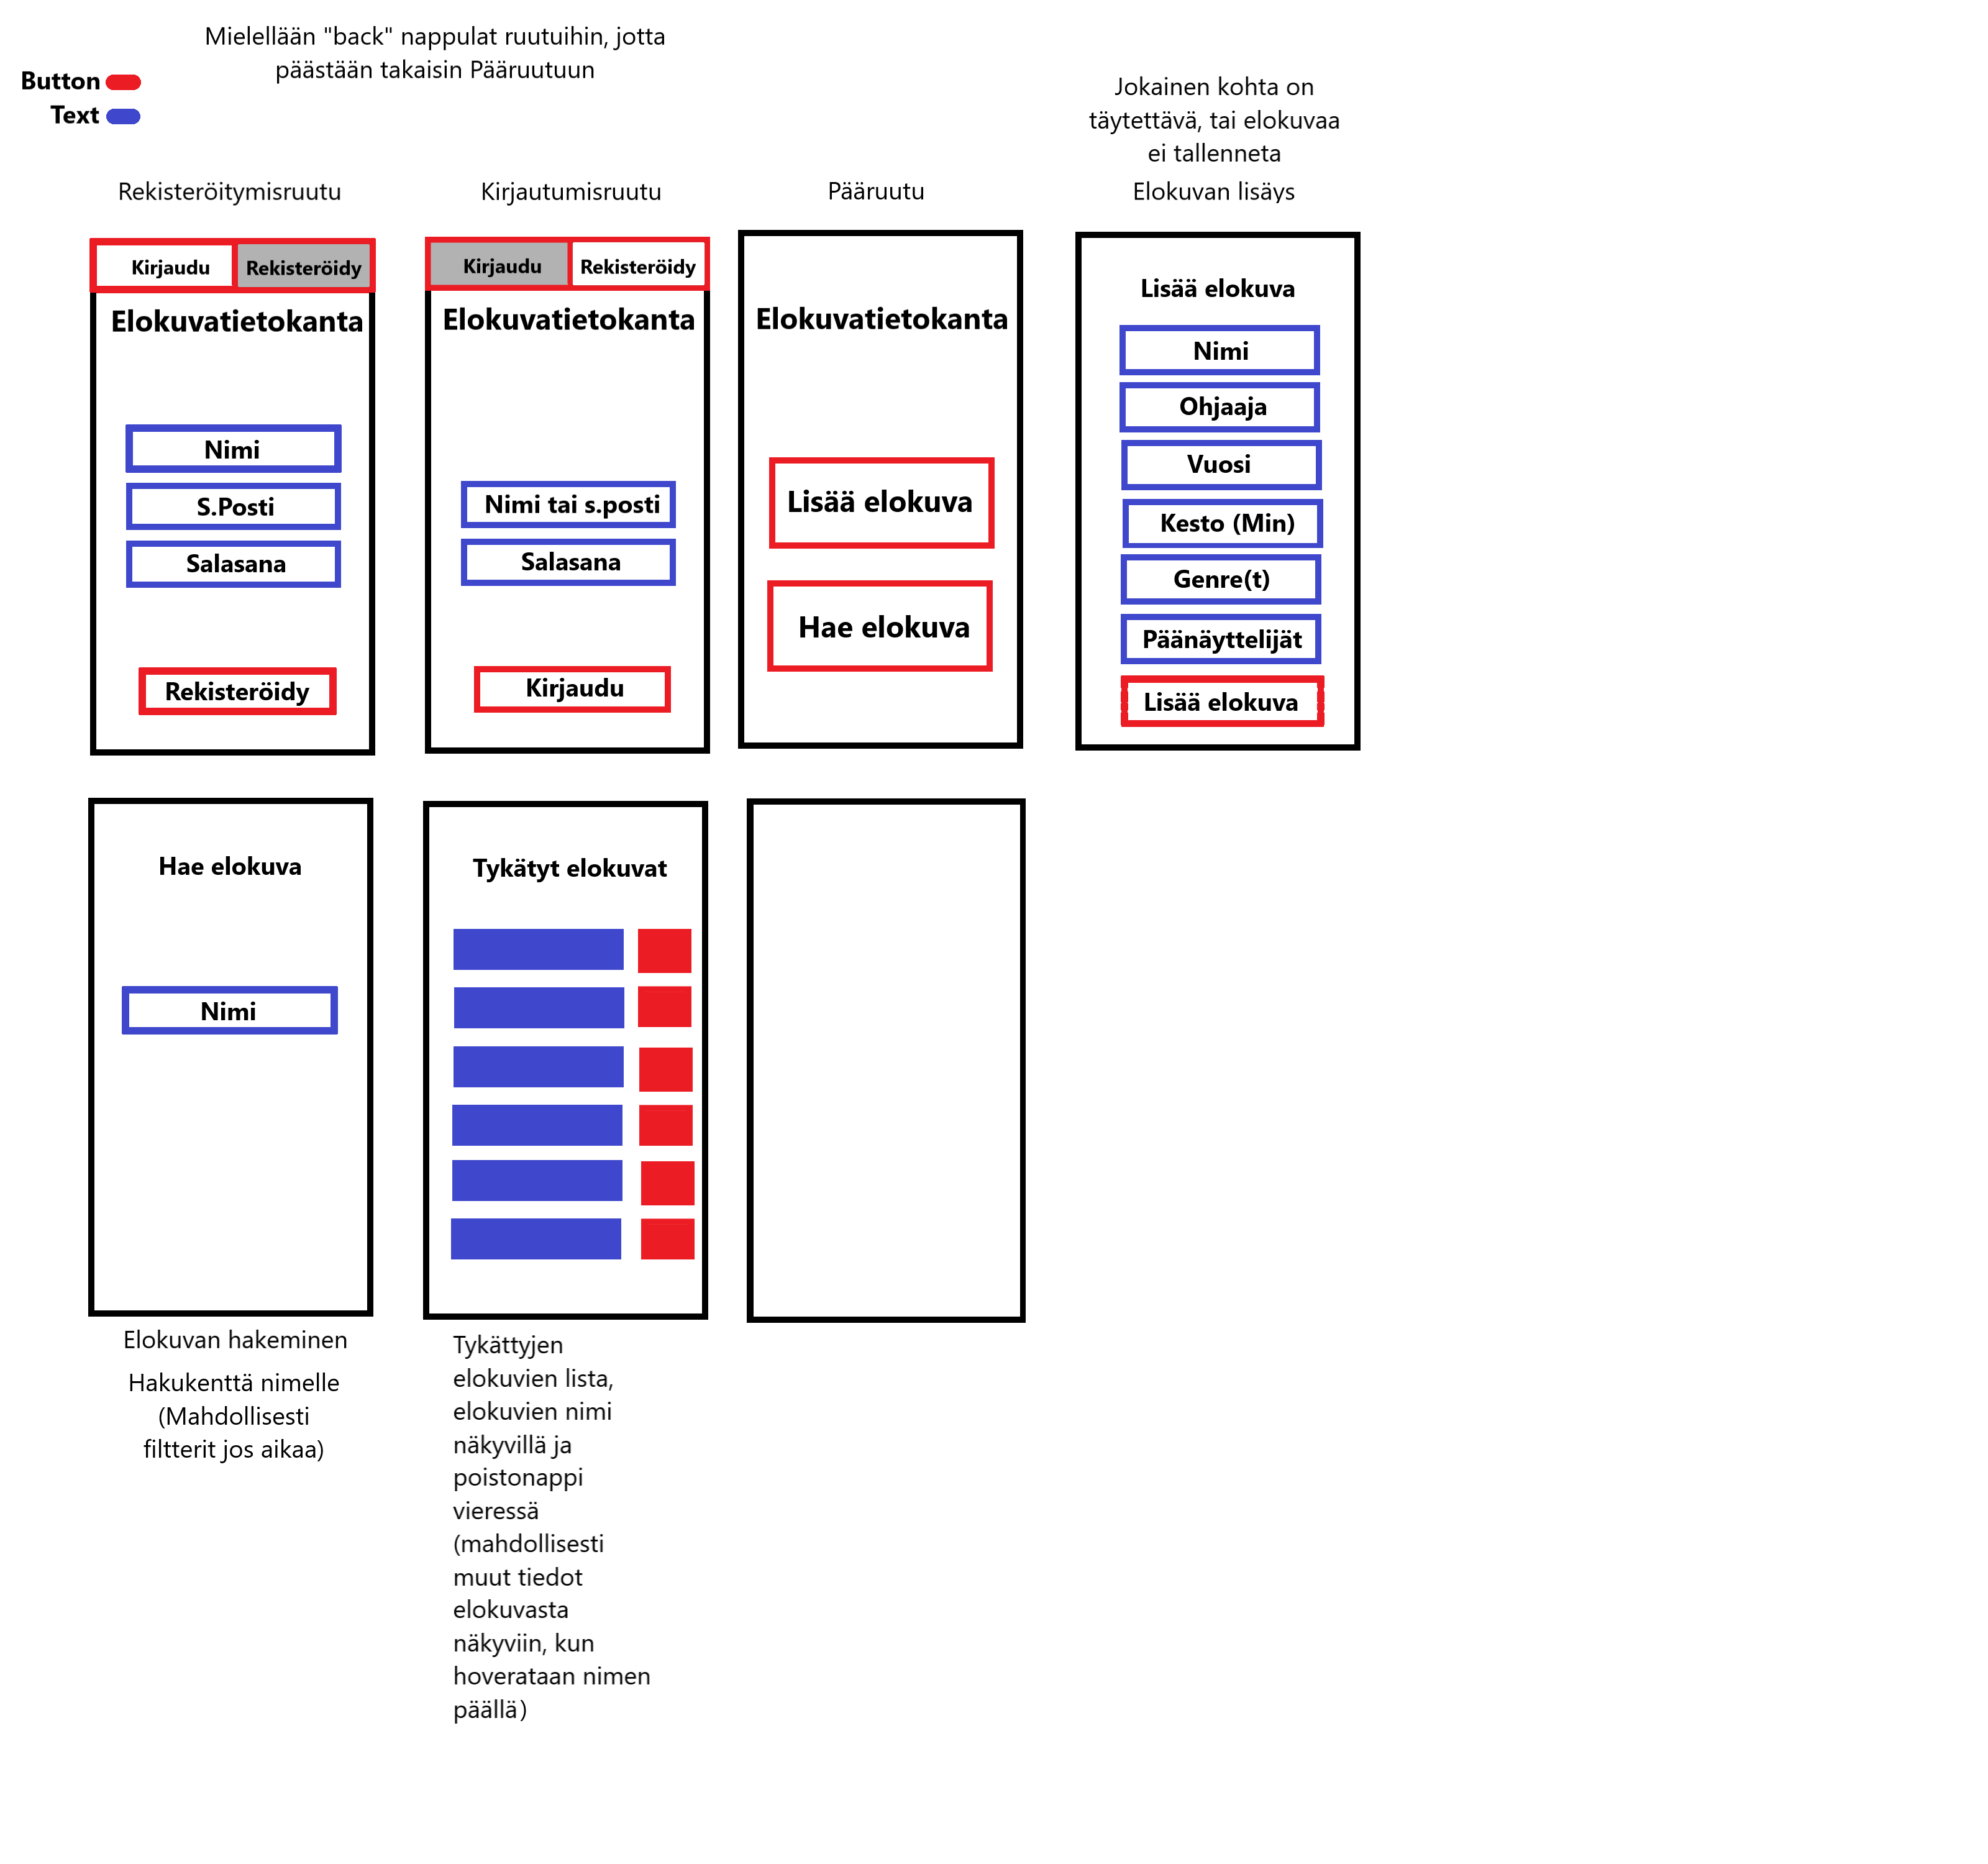 Mielellään "back" nappulat ruutuihin, jotta
päästään takaisin Pääruutuun
Button
Text
Jokainen kohta on
täytettävä, tai elokuvaa
ei tallenneta
Rekisteröitymisruutu
Kirjautumisruutu
Pääruutu
Elokuvan lisäys
Kirjaudu
Rekisteröidy
Elokuvatietokanta
Nimi
S.Posti
Salasana
Rekisteröidy
Kirjaudu
Rekisteröidy
Elokuvatietokanta
Nimi tai s.posti
Salasana
Kirjaudu
Elokuvatietokanta
Lisää elokuva
Hae elokuva
Lisää elokuva
Nimi
Ohjaaja
Vuosi
Kesto (Min)
Genre(t)
Päänäyttelijät
Lisää elokuva
Hae elokuva
Nimi
Elokuvan hakeminen
Hakukenttä nimelle
(Mahdollisesti
filtterit jos aikaa)
Tykätyt elokuvat
Tykättyjen
elokuvien lista,
elokuvien nimi
näkyvillä ja
poistonappi
vieressä
(mahdollisesti
muut tiedot
elokuvasta
näkyviin, kun
hoverataan nimen
päällä)